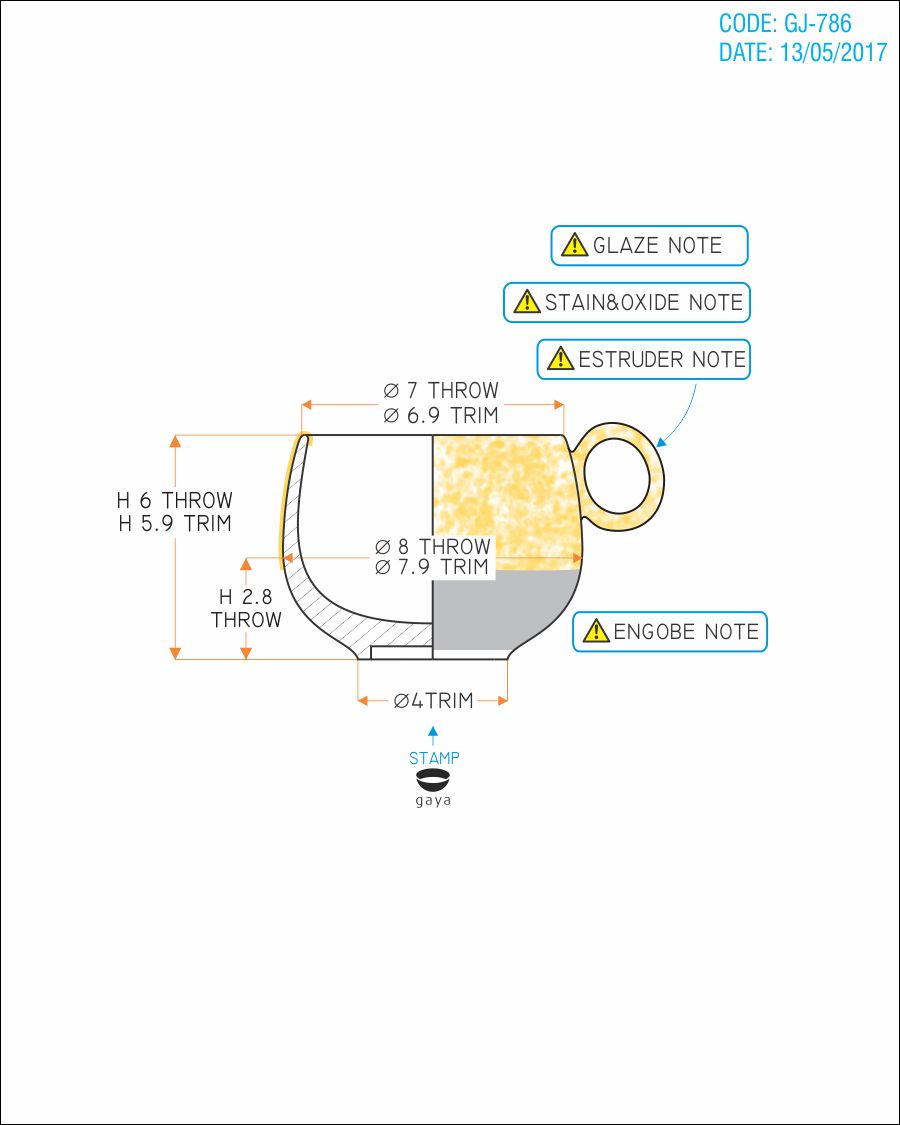 CODE: GJ-786
DATE: 13/05/2017
GLAZE NOTE
STAIN&OXIDE NOTE
ESTRUDER NOTE
Ø 7 THROW
Ø 6.9 TRIM
H 6 THROW
H 5.9 TRIM
Ø 8 THROW
Ø 7.9 TRIM
H 2.8
THROW
ENGOBE NOTE
Ø4TRIM
STAMP
gaya